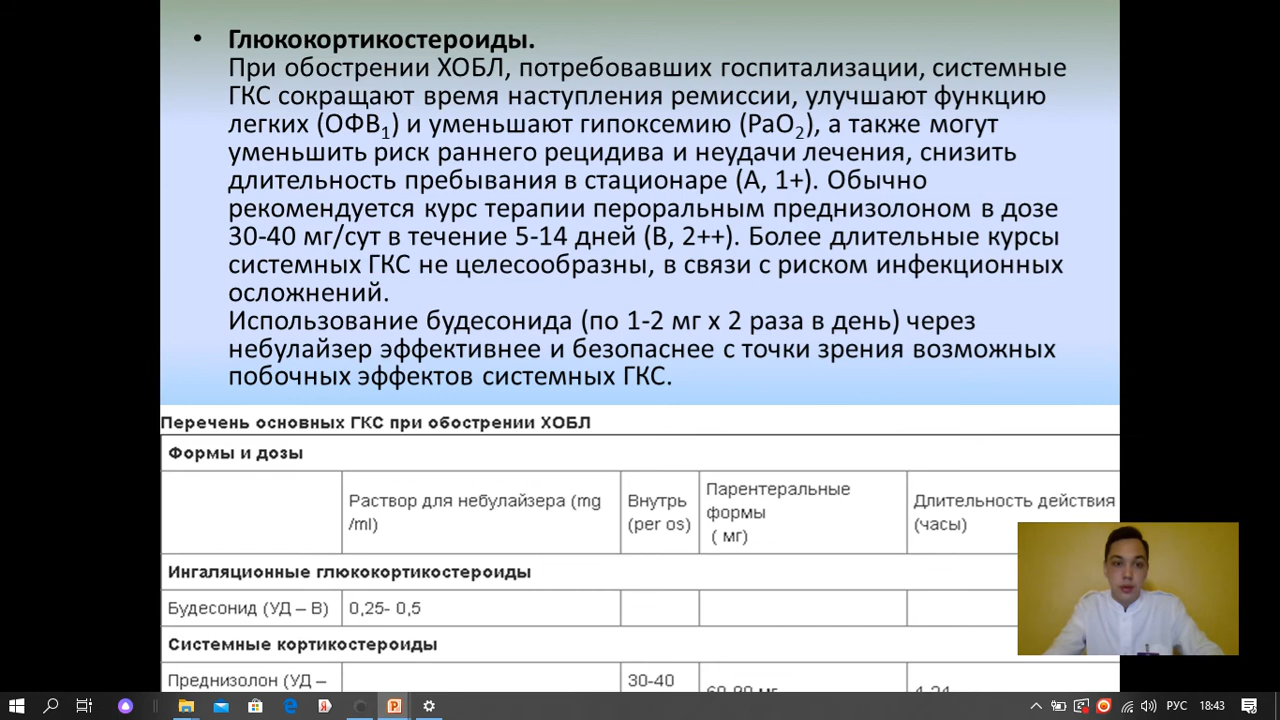 • Глюкокортикостероиды.
При обострении ХОБЛ, потребовавших госпитализации, системные
ГКС сокращают время наступления ремиссии, улучшают функцию
легких (ОФВ1) и уменьшают гипоксемию (PaO2), а также могут
уменьшить риск раннего рецидива и неудачи лечения, снизить
длительность пребывания в стационаре (А, 1+). Обычно
рекомендуется курс терапии пероральным преднизолоном в дозе
30-40 мг/сут в течение 5-14 дней (В, 2++). Более длительные курсы
системных ГКС не целесообразны, в связи с риском инфекционных
осложнений.
Использование будесонида (по 1-2 мг х 2 раза в день) через
небулайзер эффективнее и безопаснее с точки зрения возможных
побочных эффектов системных ГКС.
Перечень основных ГКС при обострении ХОБЛ
Формы и дозы
Раствор для небулайзера (mg
/ml)
Внутрь
(per os)
Парентеральные
формы
( мг)
Длительность действия
(часы)
Ингаляционные глюкокортикостероиды
Будесонид (УД – В) 0,25- 0,5
Системные кортикостероиды
Преднизолон (УД –
30-40
РУС 18:43